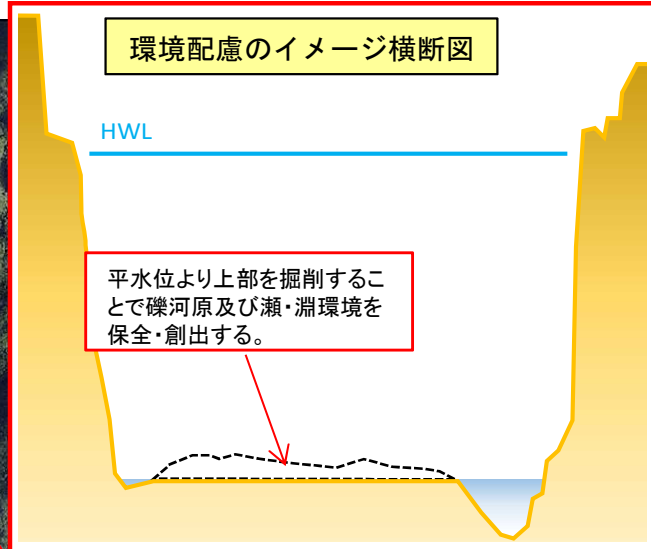 環境配慮のイメージ横断図
HWL
平水位より上部を掘削するこ
とで礫河原及び瀬・淵環境を
保全・創出する。